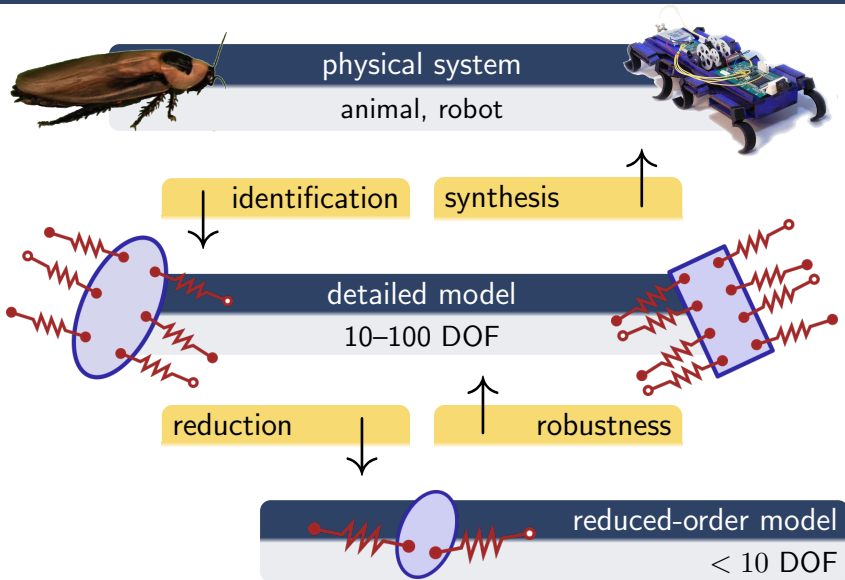 physical system
animal, robot
identification
synthesis
detailed model
10–100 DOF
reduction
robustness
reduced-order model
< 10 DOF